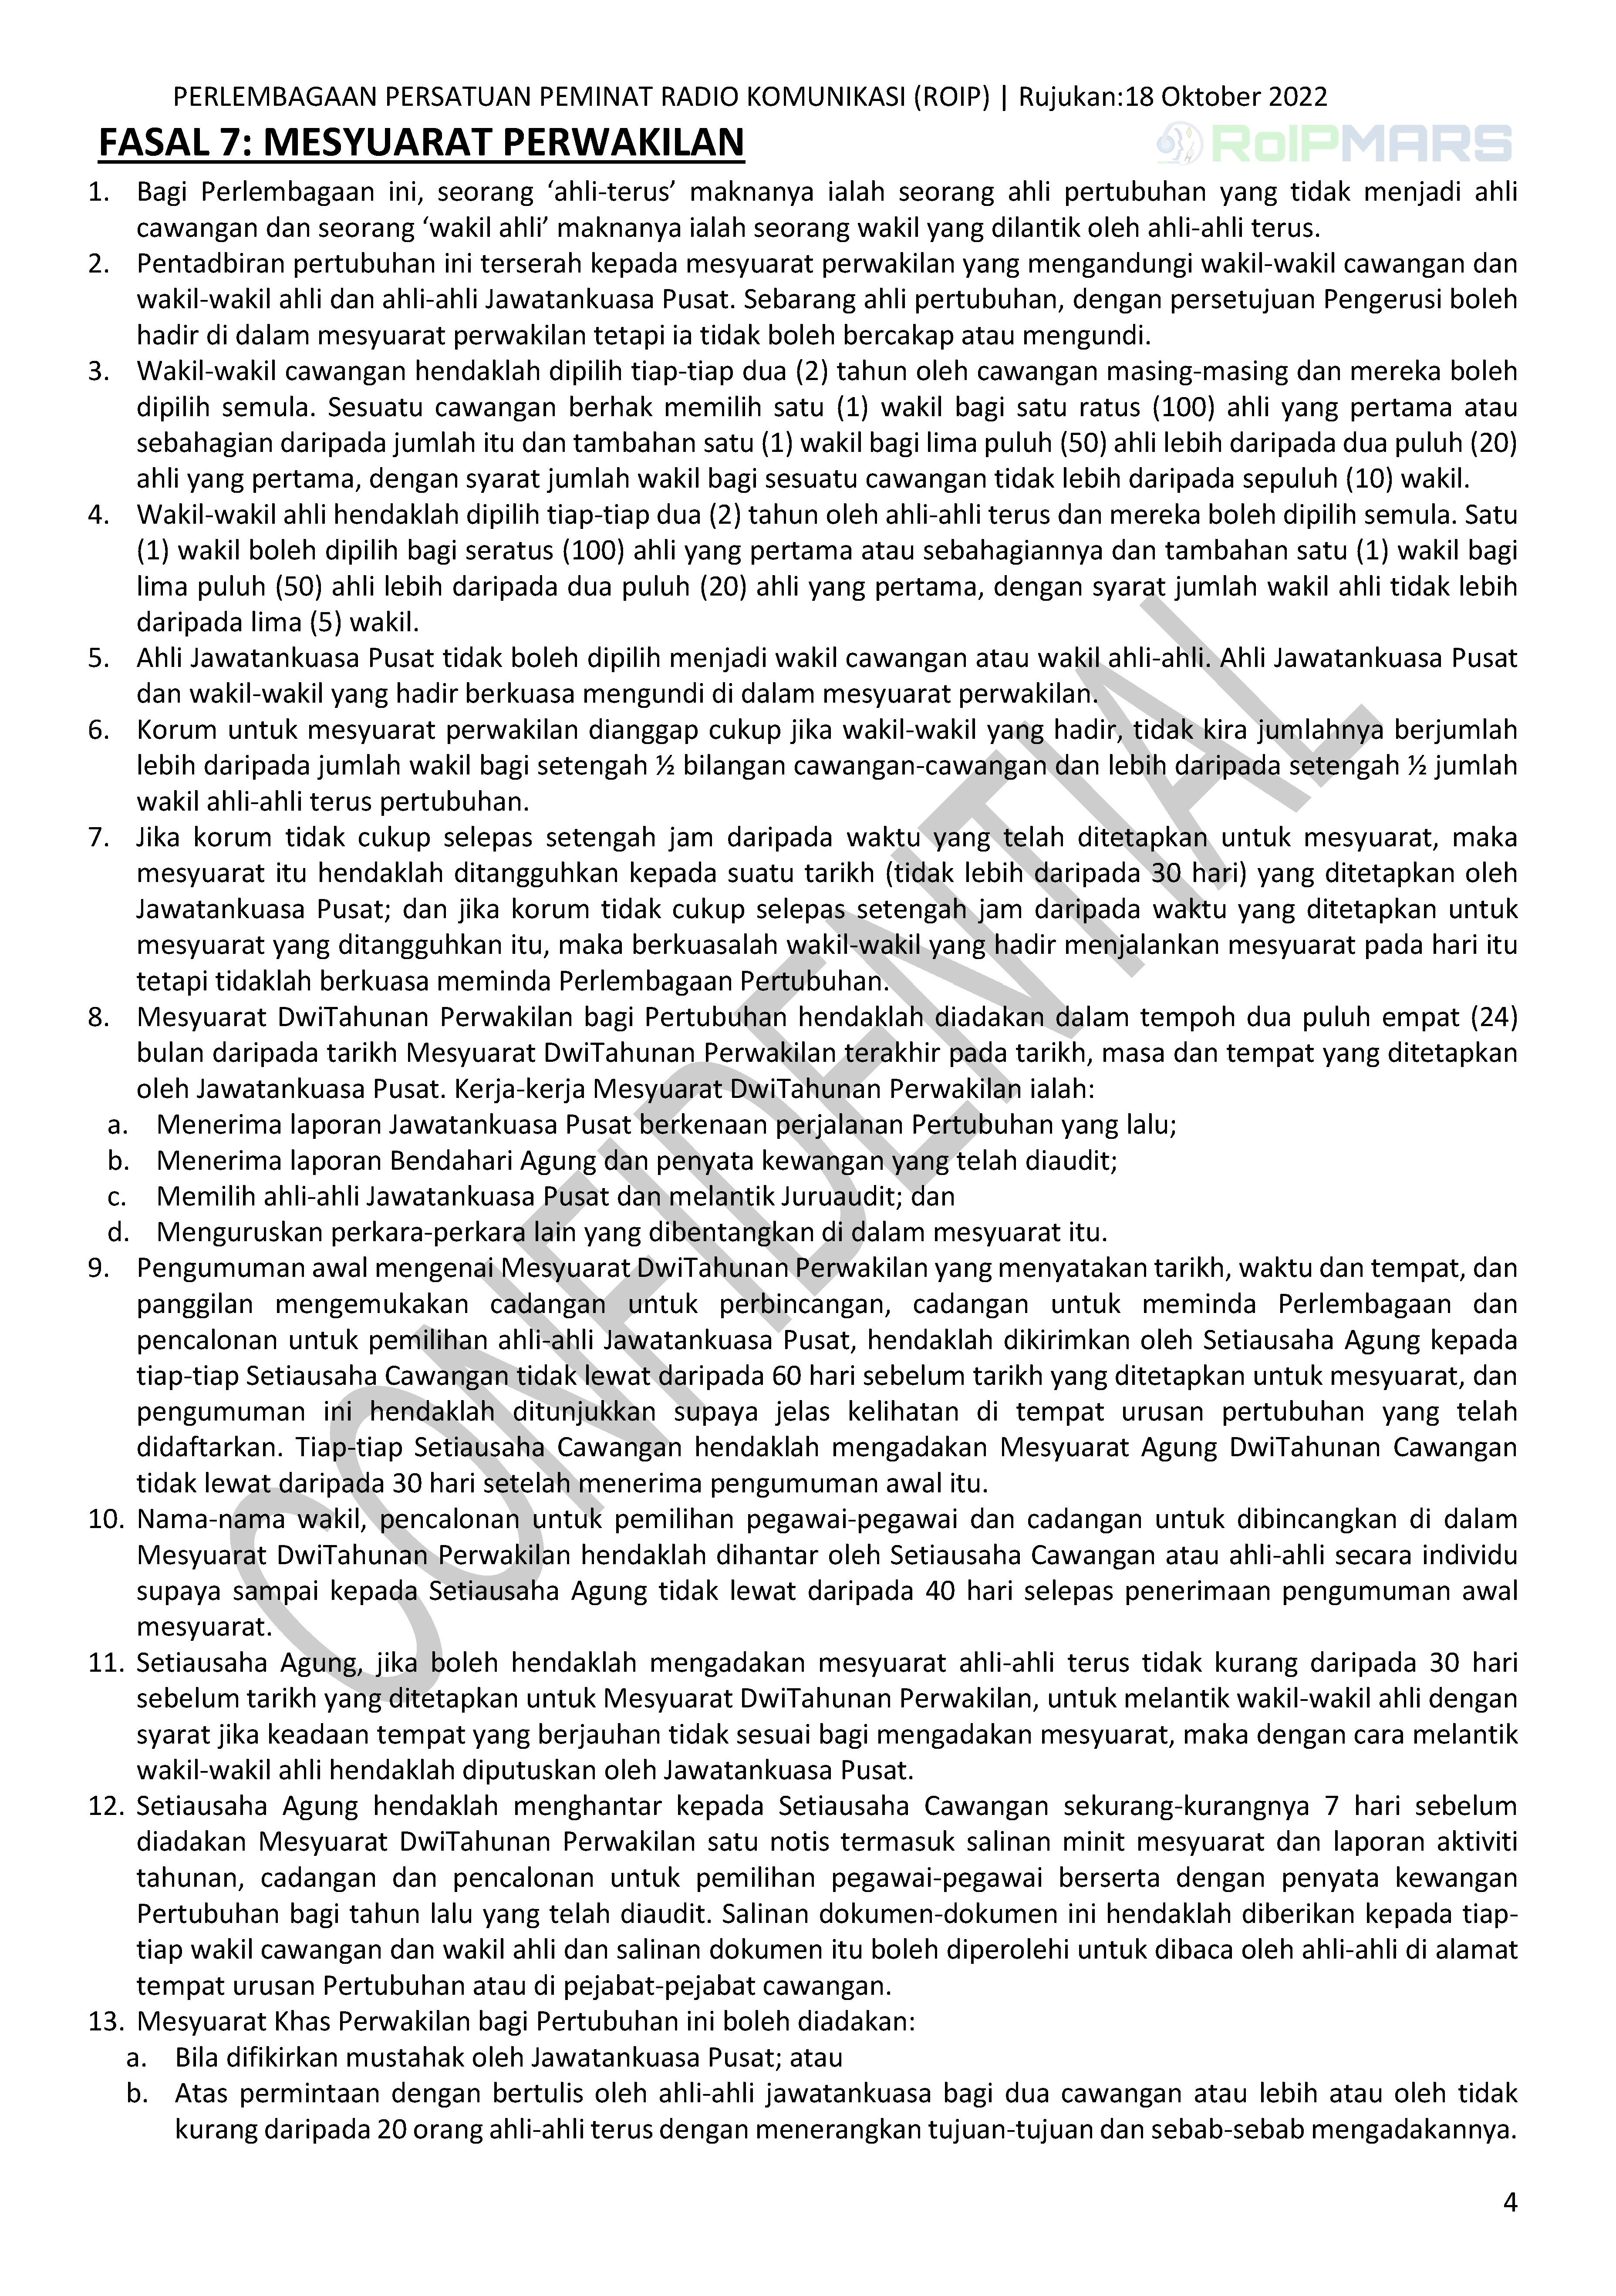 PERLEMBAGAAN PERSATUAN PEMINAT RADIO KOMUNIKASI (ROIP) | Rujukan:18 Oktober 2022
FASAL 7: MESYUARAT PERWAKILAN
RoIPMARS
1. Bagi Perlembagaan ini, seorang ‘ahli-terus’ maknanya ialah seorang ahli pertubuhan yang tidak menjadi ahli
cawangan dan seorang ‘wakil ahli’ maknanya ialah seorang wakil yang dilantik oleh ahli-ahli terus.
2. Pentadbiran pertubuhan ini terserah kepada mesyuarat perwakilan yang mengandungi wakil-wakil cawangan dan
wakil-wakil ahli dan ahli-ahli Jawatankuasa Pusat. Sebarang ahli pertubuhan, dengan persetujuan Pengerusi boleh
hadir di dalam mesyuarat perwakilan tetapi ia tidak boleh bercakap atau mengundi.
3. Wakil-wakil cawangan hendaklah dipilih tiap-tiap dua (2) tahun oleh cawangan masing-masing dan mereka boleh
dipilih semula. Sesuatu cawangan berhak memilih satu (1) wakil bagi satu ratus (100) ahli yang pertama atau
sebahagian daripada jumlah itu dan tambahan satu (1) wakil bagi lima puluh (50) ahli lebih daripada dua puluh (20)
ahli yang pertama, dengan syarat jumlah wakil bagi sesuatu cawangan tidak lebih daripada sepuluh (10) wakil.
4. Wakil-wakil ahli hendaklah dipilih tiap-tiap dua (2) tahun oleh ahli-ahli terus dan mereka boleh dipilih semula. Satu
(1) wakil boleh dipilih bagi seratus (100) ahli yang pertama atau sebahagiannya dan tambahan satu (1) wakil bagi
lima puluh (50) ahli lebih daripada dua puluh (20) ahli yang pertama, dengan syarat jumlah wakil ahli tidak lebih
daripada lima (5) wakil.
5. Ahli Jawatankuasa Pusat tidak boleh dipilih menjadi wakil cawangan atau wakil ahli-ahli. Ahli Jawatankuasa Pusat
dan wakil-wakil yang hadir berkuasa mengundi di dalam mesyuarat perwakilan.
6. Korum untuk mesyuarat perwakilan dianggap cukup jika wakil-wakil yang hadir, tidak kira jumlahnya berjumlah
lebih daripada jumlah wakil bagi setengah ½ bilangan cawangan-cawangan dan lebih daripada setengah ½ jumlah
wakil ahli-ahli terus pertubuhan.
7. Jika korum tidak cukup selepas setengah jam daripada waktu yang telah ditetapkan untuk mesyuarat, maka
mesyuarat itu hendaklah ditangguhkan kepada suatu tarikh (tidak lebih daripada 30 hari) yang ditetapkan oleh
Jawatankuasa Pusat; dan jika korum tidak cukup selepas setengah jam daripada waktu yang ditetapkan untuk
mesyuarat yang ditangguhkan itu, maka berkuasalah wakil-wakil yang hadir menjalankan mesyuarat pada hari itu
tetapi tidaklah berkuasa meminda Perlembagaan Pertubuhan.
8. Mesyuarat DwiTahunan Perwakilan bagi Pertubuhan hendaklah diadakan dalam tempoh dua puluh empat (24)
bulan daripada tarikh Mesyuarat DwiTahunan Perwakilan terakhir pada tarikh, masa dan tempat yang ditetapkan
oleh Jawatankuasa Pusat. Kerja-kerja Mesyuarat DwiTahunan Perwakilan ialah:
a. Menerima laporan Jawatankuasa Pusat berkenaan perjalanan Pertubuhan yang lalu;
b. Menerima laporan Bendahari Agung dan penyata kewangan yang telah diaudit;
c. Memilih ahli-ahli Jawatankuasa Pusat dan melantik Juruaudit; dan
d. Menguruskan perkara-perkara lain yang dibentangkan di dalam mesyuarat itu.
9. Pengumuman awal mengenai Mesyuarat DwiTahunan Perwakilan yang menyatakan tarikh, waktu dan tempat, dan
panggilan mengemukakan cadangan untuk perbincangan, cadangan untuk meminda Perlembagaan dan
pencalonan untuk pemilihan ahli-ahli Jawatankuasa Pusat, hendaklah dikirimkan oleh Setiausaha Agung kepada
tiap-tiap Setiausaha Cawangan tidak lewat daripada 60 hari sebelum tarikh yang ditetapkan untuk mesyuarat, dan
pengumuman ini hendaklah ditunjukkan supaya jelas kelihatan di tempat urusan pertubuhan yang telah
didaftarkan. Tiap-tiap Setiausaha Cawangan hendaklah mengadakan Mesyuarat Agung DwiTahunan Cawangan
tidak lewat daripada 30 hari setelah menerima pengumuman awal itu.
10. Nama-nama wakil, pencalonan untuk pemilihan pegawai-pegawai dan cadangan untuk dibincangkan di dalam
Mesyuarat DwiTahunan Perwakilan hendaklah dihantar oleh Setiausaha Cawangan atau ahli-ahli secara individu
supaya sampai kepada Setiausaha Agung tidak lewat daripada 40 hari selepas penerimaan pengumuman awal
mesyuarat.
11. Setiausaha Agung, jika boleh hendaklah mengadakan mesyuarat ahli-ahli terus tidak kurang daripada 30 hari
sebelum tarikh yang ditetapkan untuk Mesyuarat DwiTahunan Perwakilan, untuk melantik wakil-wakil ahli dengan
syarat jika keadaan tempat yang berjauhan tidak sesuai bagi mengadakan mesyuarat, maka dengan cara melantik
wakil-wakil ahli hendaklah diputuskan oleh Jawatankuasa Pusat.
12. Setiausaha Agung hendaklah menghantar kepada Setiausaha Cawangan sekurang-kurangnya 7 hari sebelum
diadakan Mesyuarat DwiTahunan Perwakilan satu notis termasuk salinan minit mesyuarat dan laporan aktiviti
tahunan, cadangan dan pencalonan untuk pemilihan pegawai-pegawai berserta dengan penyata kewangan
Pertubuhan bagi tahun lalu yang telah diaudit. Salinan dokumen-dokumen ini hendaklah diberikan kepada tiap-
tiap wakil cawangan dan wakil ahli dan salinan dokumen itu boleh diperolehi untuk dibaca oleh ahli-ahli di alamat
tempat urusan Pertubuhan atau di pejabat-pejabat cawangan.
13. Mesyuarat Khas Perwakilan bagi Pertubuhan ini boleh diadakan:
a. Bila difikirkan mustahak oleh Jawatankuasa Pusat; atau
b. Atas permintaan dengan bertulis oleh ahli-ahli jawatankuasa bagi dua cawangan atau lebih atau oleh tidak
kurang daripada 20 orang ahli-ahli terus dengan menerangkan tujuan-tujuan dan sebab-sebab mengadakannya.
CONFIDENTIAL
4